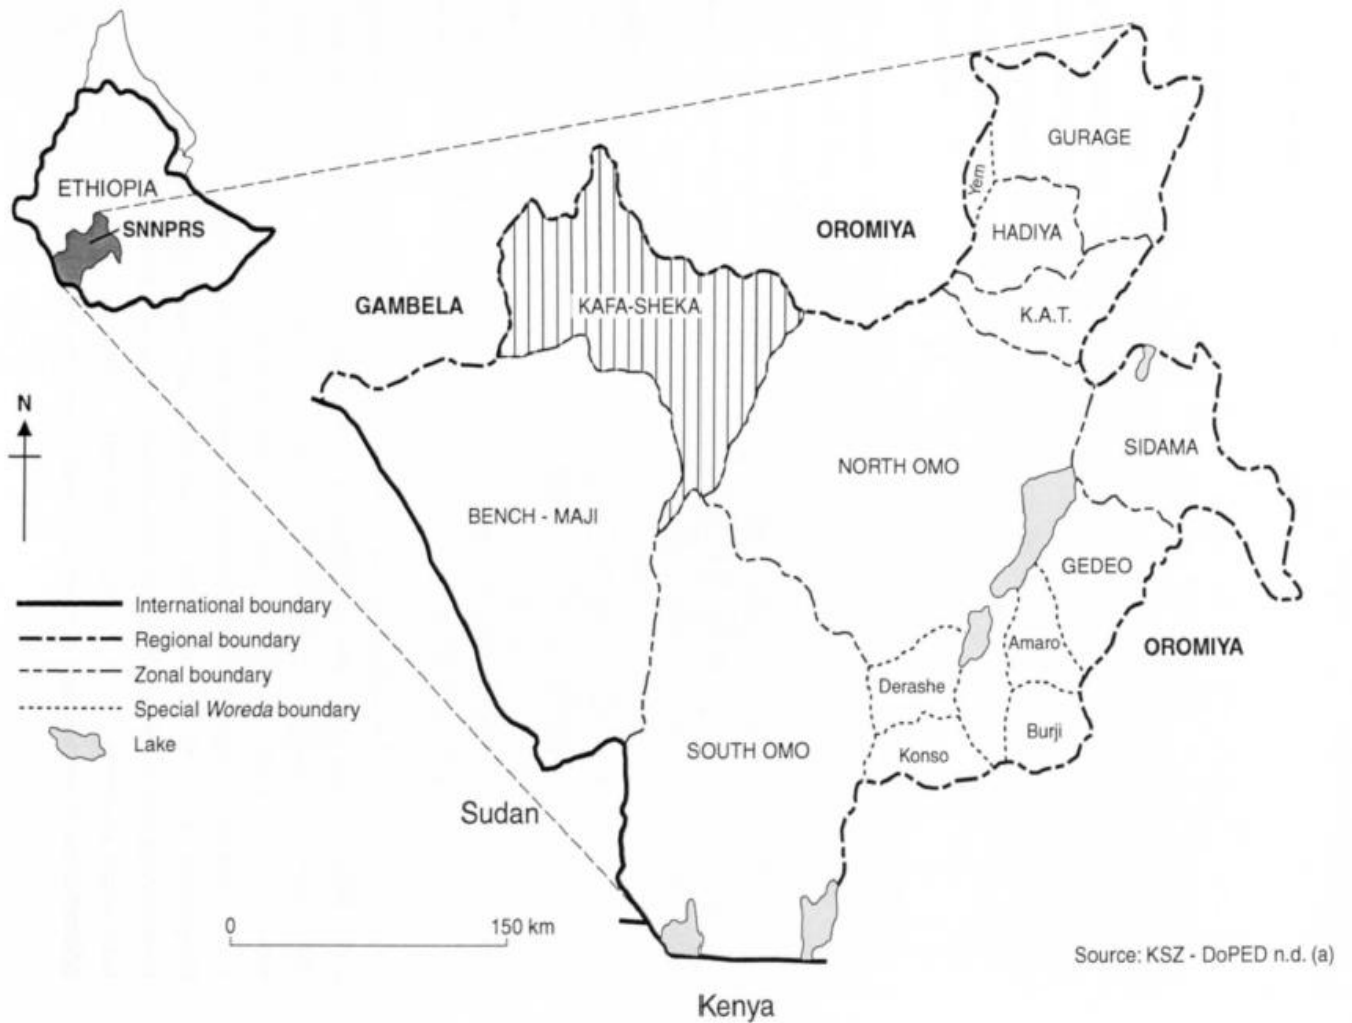 ETHIOPIA
SNNPRS
GURAGE
Yem
OROMIYA
HADIYA
GAMBELA
KAFA-SHEKA
K.A.T.
N
SIDAMA
NORTH OMO
BENCH - MAJI
GEDEO
International boundary
Regional boundary
Amaro
OROMIYA
Zonal boundary
Derashe
Special Woreda boundary
Burji
Lake
SOUTH OMO
Konso
Sudan
0 150 km
Source: KSZ - DoPED n.d. (a)
Kenya